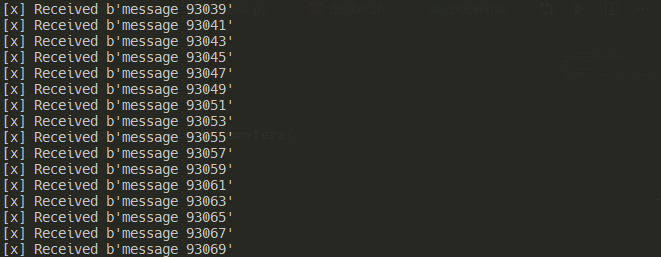 [x] Received b'message 93039'
[x] Received b'message 93041'
[x] Received b'message 93043'
[x] Received b'message 93045'
[x] Received b'message 93047'
[x] Received b'message 93049'
[x] Received b'message 93051'
[x] Received b'message 93053'
[x] Received b'message 93055'
[x] Received b'message 93057'
[x] Received b'message 93059'
[x] Received b'message 93061'
[x] Received b'message 93063'
[x] Received b'message 93065'
[x] Received b'message 93067'
[x] Received b'message 93069'